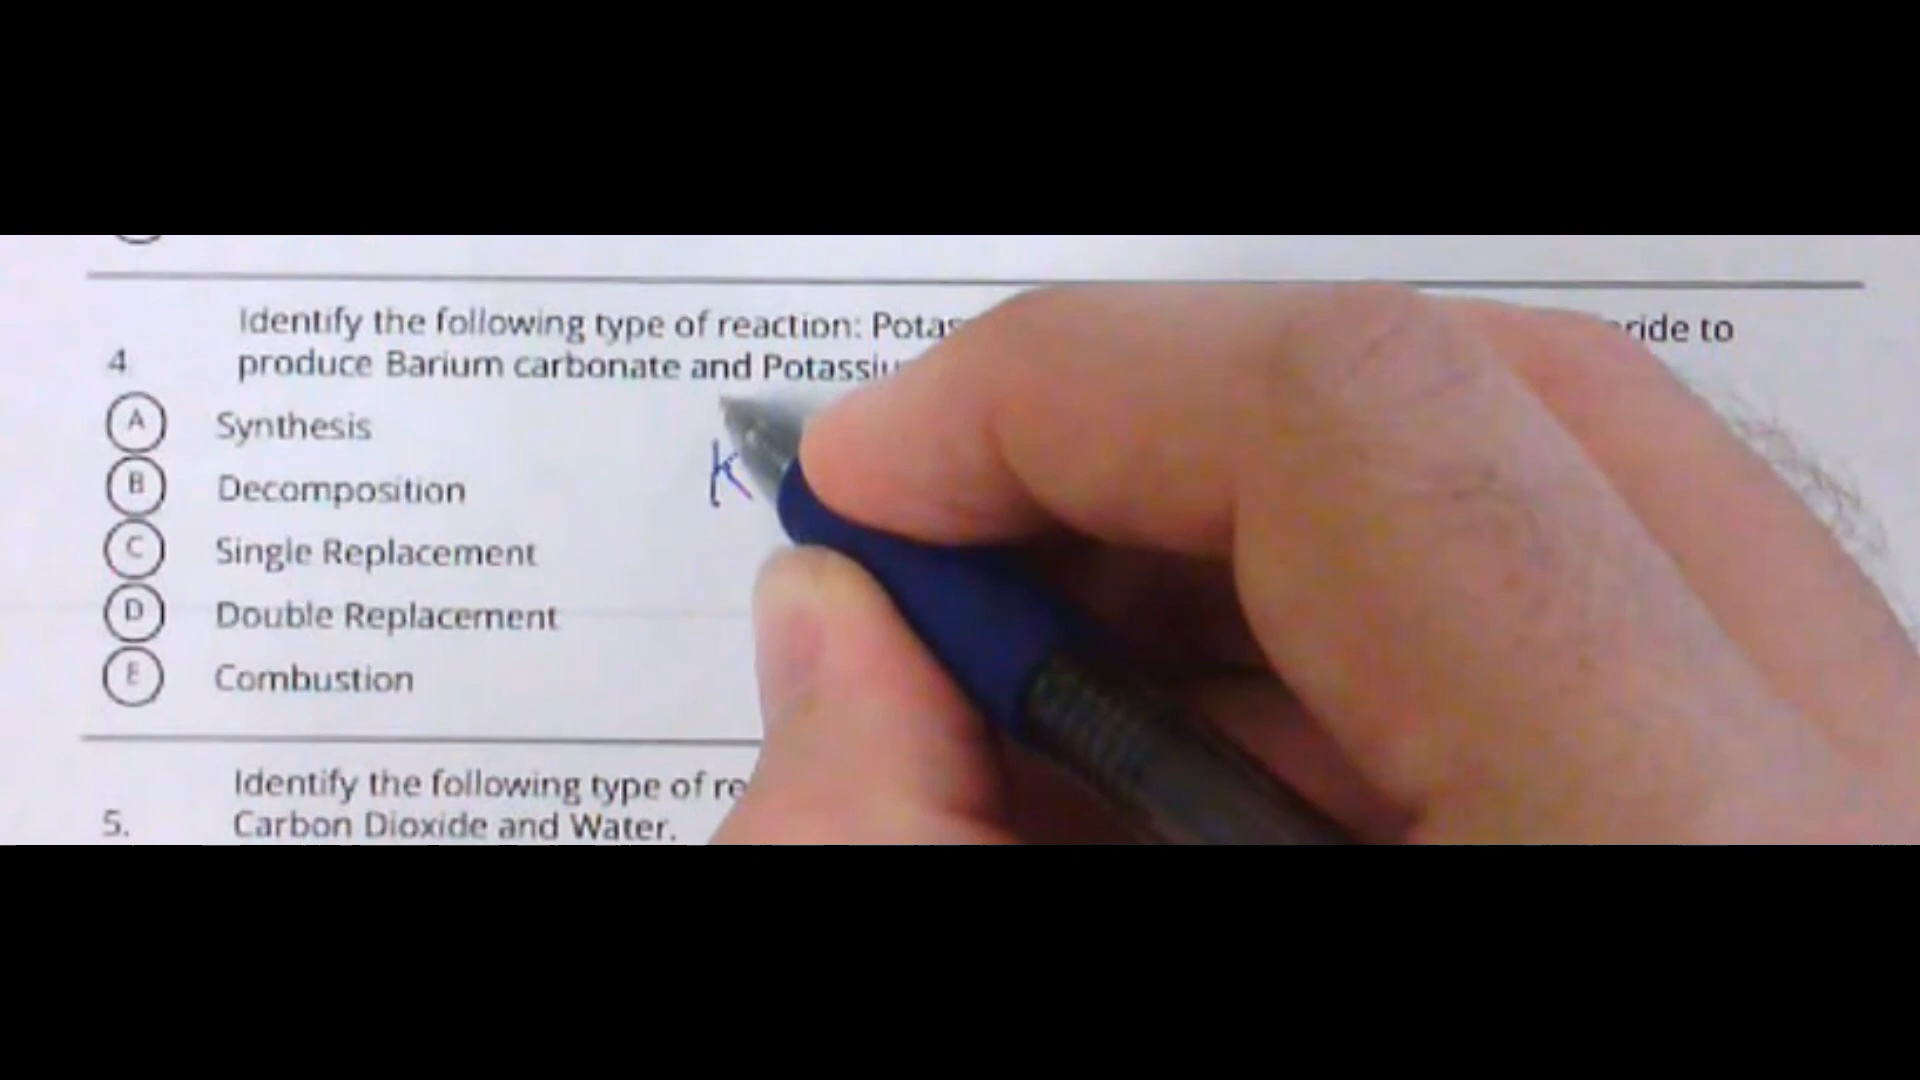 Identify the following type of reaction: Potas ride to
4 produce Barium carbonate and Potassiu
A Synthesis
B Decomposition
C Single Replacement
K
D Double Replacement
E Combustion
Identify the following type of re
5. Carbon Dioxide and Water.